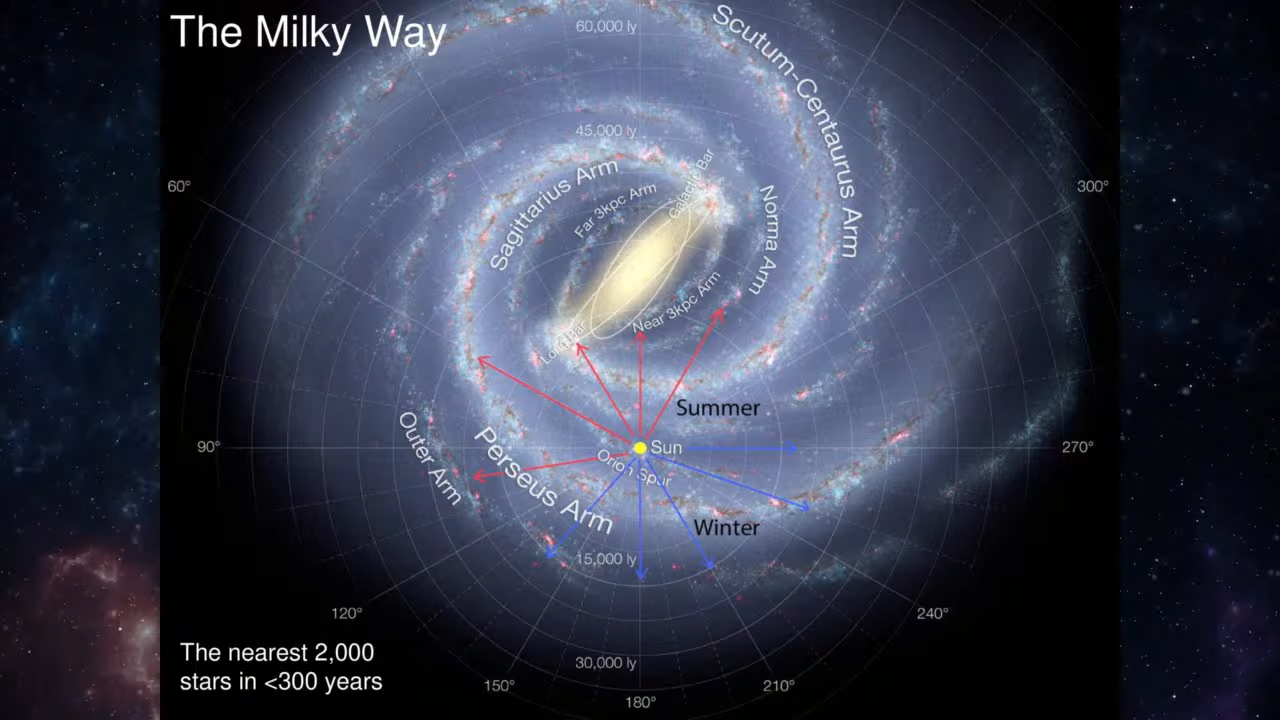 The Milky Way
60,000 ly
Scutum-Centaurus Arm
45,000 ly
Sagittarius Arm
Far 3kpc Arm
Galactic Bar
60°
300°
Norma Arm
Near 3kpc Arm
Long Bar
Summer
90°
Sun
270°
Outer Arm
Perseus Arm
Orion Spur
Winter
15,000 ly
120°
240°
The nearest 2,000
stars in <300 years
30,000 ly
150°
210°
180°